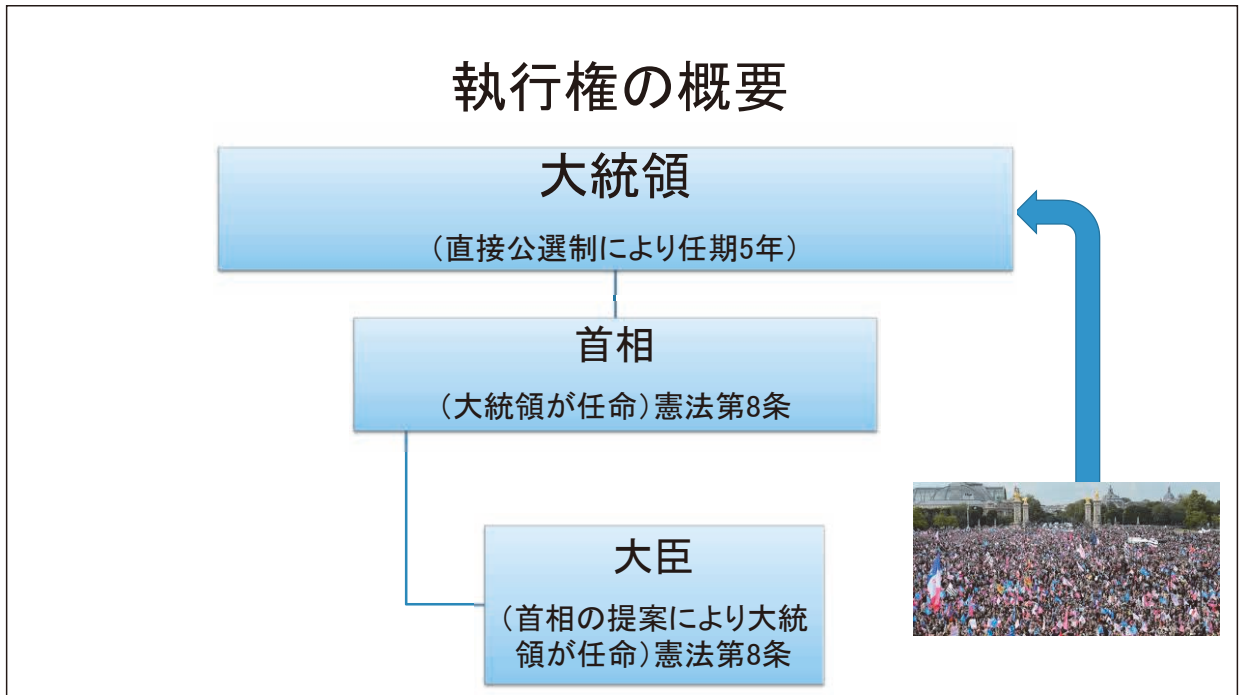 執行権の概要
大統領
（直接公選制により任期5年）
首相
（大統領が任命）憲法第8条
大臣
（首相の提案により大統
領が任命）憲法第8条